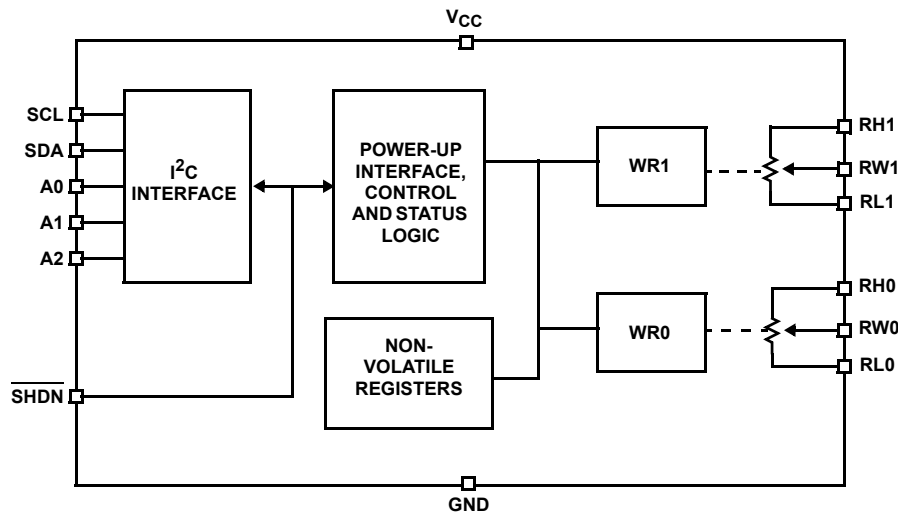 VCC
SCL
SDA
A0
A1
A2
SHDN
I2C
INTERFACE
POWER-UP
INTERFACE,
CONTROL
AND STATUS
LOGIC
NON-
VOLATILE
REGISTERS
WR1
WR0
RH1
RW1
RL1
RH0
RW0
RL0
GND